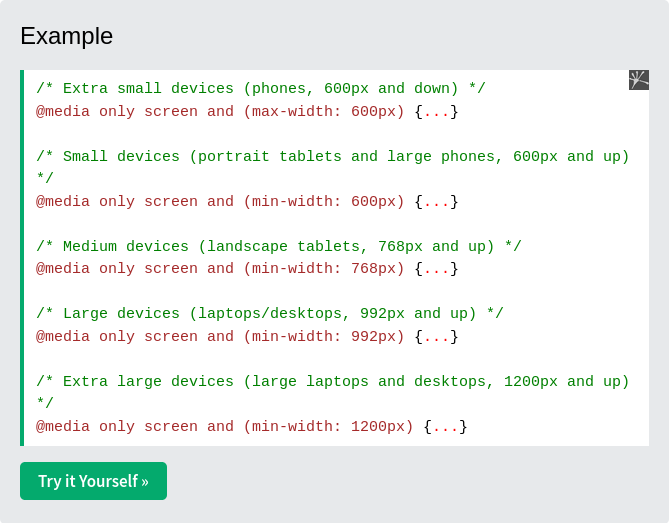 Example
/* Extra small devices (phones, 600px and down) */
@media only screen and (max-width: 600px) {...}
/* Small devices (portrait tablets and large phones, 600px and up)
*/
@media only screen and (min-width: 600px) {...}
/* Medium devices (landscape tablets, 768px and up) */
@media only screen and (min-width: 768px) {...}
/* Large devices (laptops/desktops, 992px and up) */
@media only screen and (min-width: 992px) {...}
/* Extra large devices (large laptops and desktops, 1200px and up)
*/
@media only screen and (min-width: 1200px) {...}
Try it Yourself »